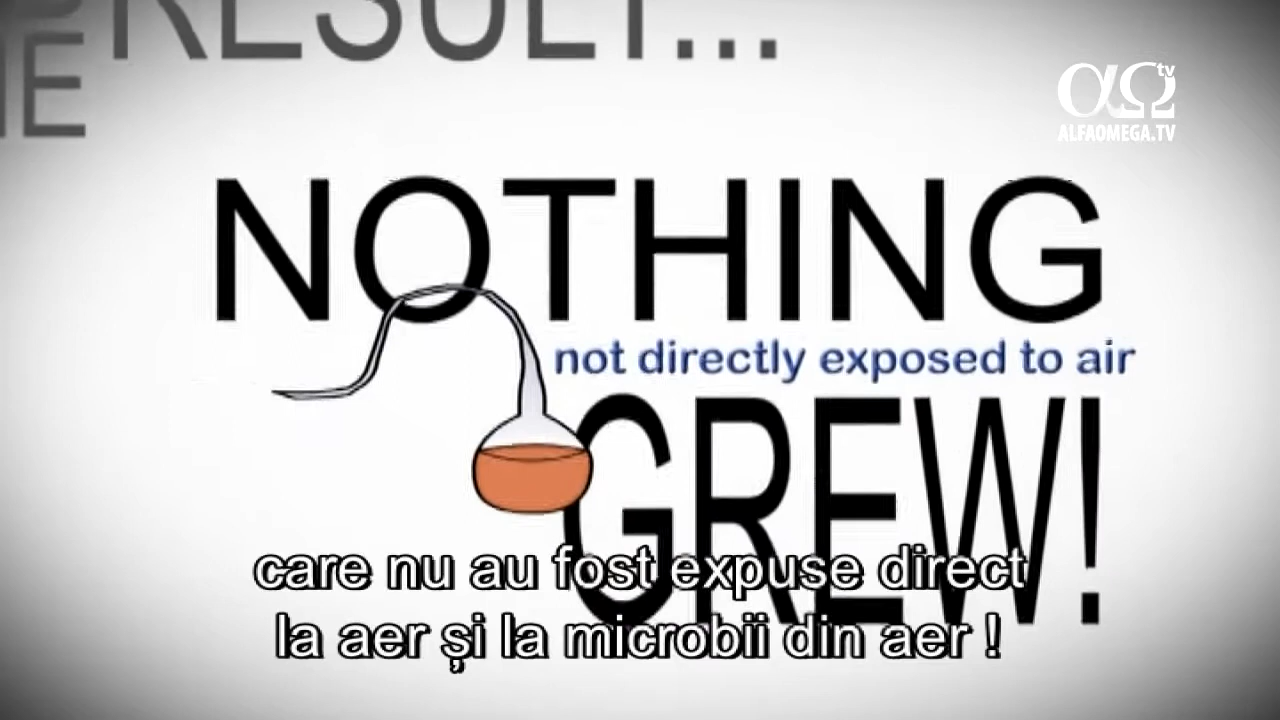 RESULT...
αΩ tv
ALFAOMEGA.TV
NOTHING
not directly exposed to air
GREW!
care nu au fost expuse direct
la aer și la microbii din aer !